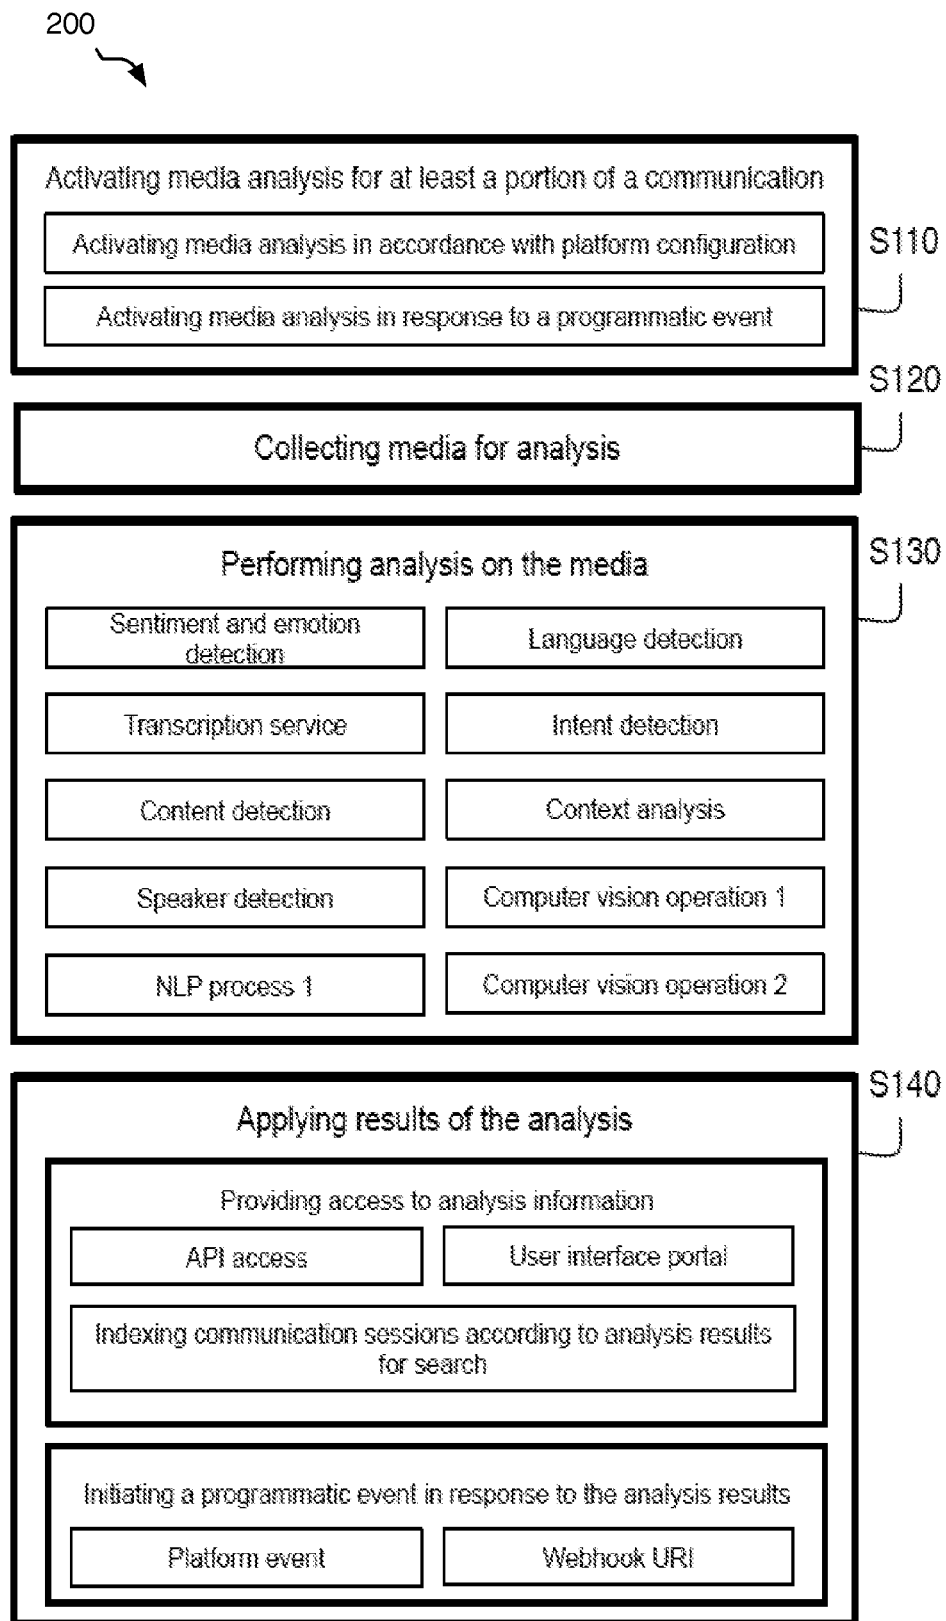 200
Activating media analysis for at least a portion of a communication
Activating media analysis in accordance with platform configuration
S110
Activating media analysis in response to a programmatic event
S120
Collecting media for analysis
S130
Performing analysis on the media
Sentiment and emotion
detection
Language detection
Transcription service
Intent detection
Content detection
Context analysis
Speaker detection
Computer vision operation 1
NLP process 1
Computer vision operation 2
S140
Applying results of the analysis
Providing access to analysis information
API access
User interface portal
Indexing communication sessions according to analysis results
for search
Initiating a programmatic event in response to the analysis results
Platform event
Webhook URI